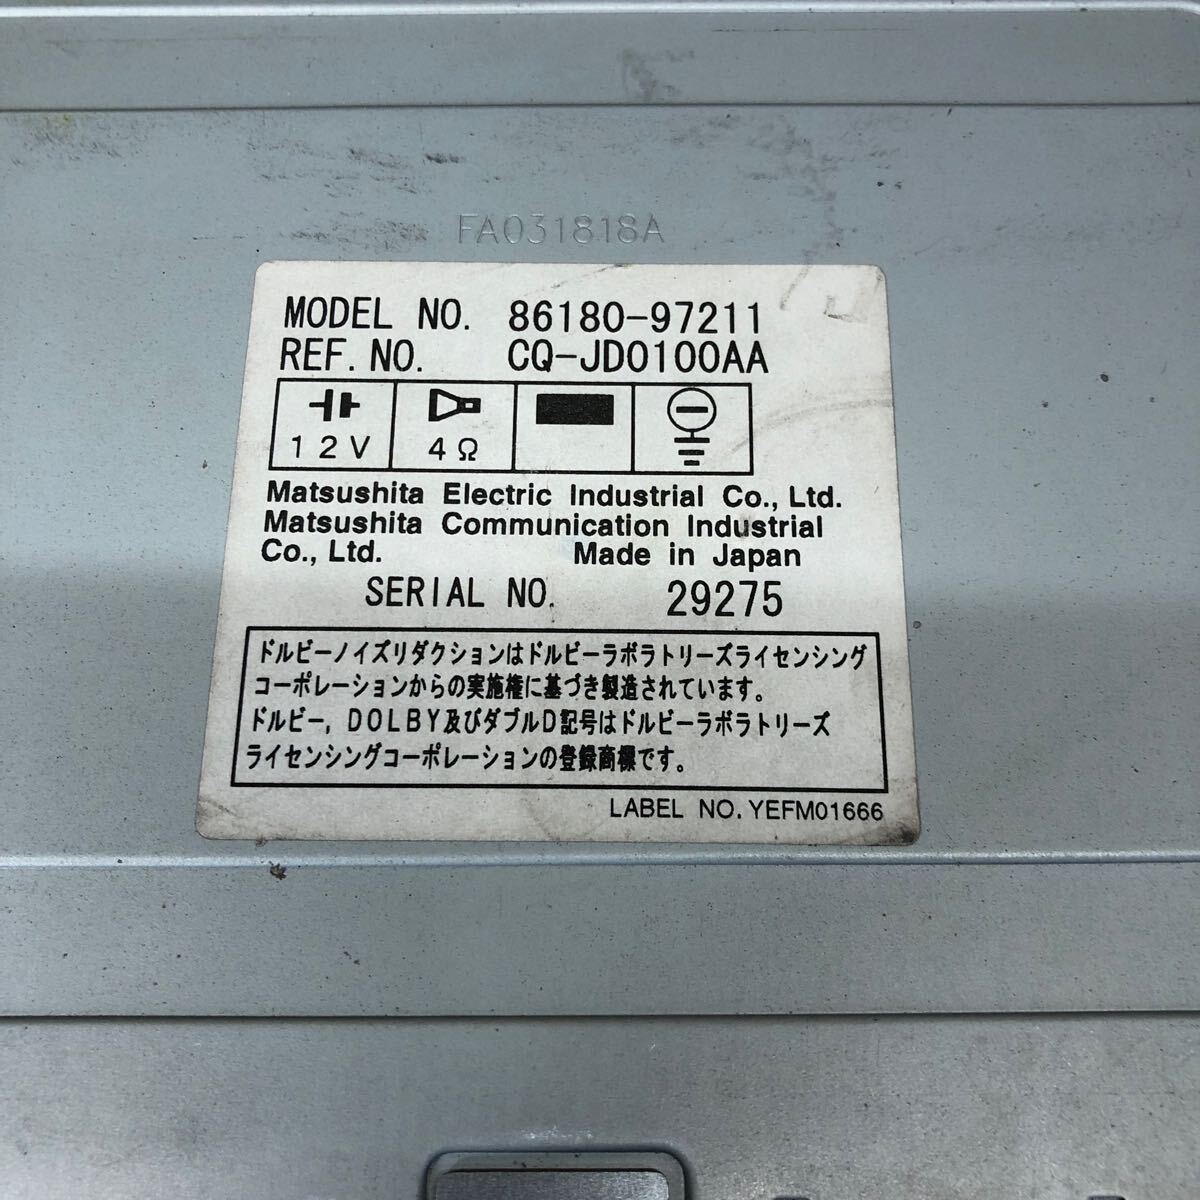 FA031818A
MODEL NO. 86180-97211
REF. NO. CQ-JD0100AA
12V 4Ω
Matsushita Electric Industrial Co., Ltd.
Matsushita Communication Industrial
Co., Ltd. Made in Japan
SERIAL NO. 29275
ドルビーノイズリダクションはドルビーラボラトリーズライセンシング
コーポレーションからの実施権に基づき製造されています。
ドルビー, DOLBY及びダブルD記号はドルビーラボラトリーズ
ライセンシングコーポレーションの登録商標です。
LABEL NO. YEFM01666